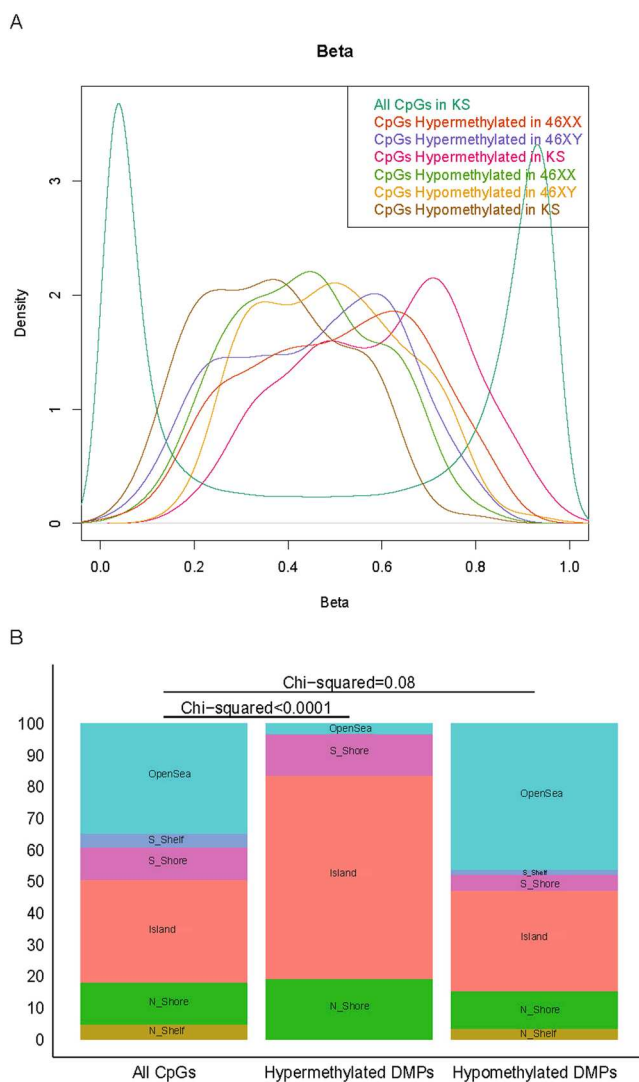 A
Beta
All CpGs in KS
CpGs Hypermethylated in 46XX
CpGs Hypermethylated in 46XY
CpGs Hypermethylated in KS
CpGs Hypomethylated in 46XX
CpGs Hypomethylated in 46XY
CpGs Hypomethylated in KS
3
2
1
0
Density
0.0 0.2 0.4 0.6 0.8 1.0
Beta
B
Chi-squared=0.08
Chi-squared<0.0001
100
90
80
70
60
50
40
30
20
10
0
OpenSea
S_Shelf
S_Shore
Island
N_Shore
N_Shelf
OpenSea
S_Shore
Island
N_Shore
OpenSea
S_Shelf
S_Shore
Island
N_Shore
N_Shelf
All CpGs Hypermethylated DMPs Hypomethylated DMPs